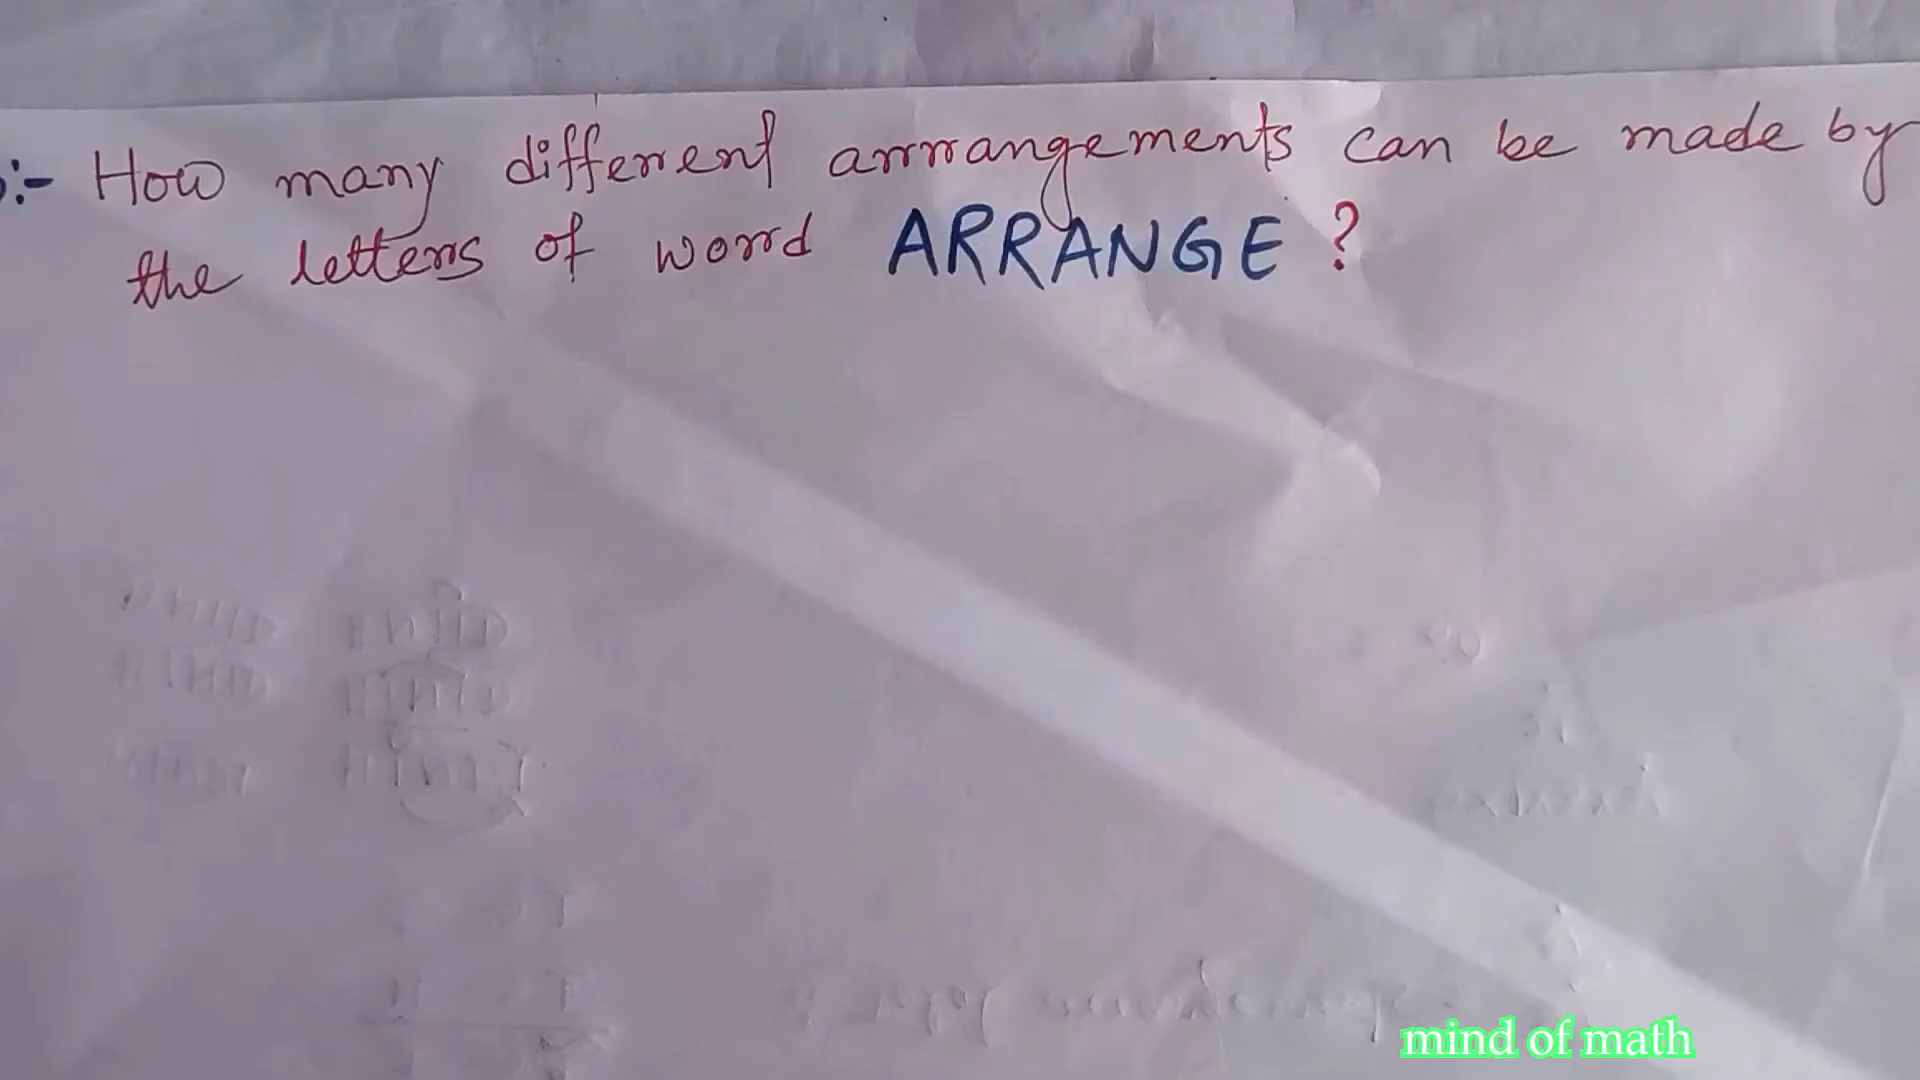 :- How many different arrangements can be made by
the letters of word ARRANGE ?
mind of math